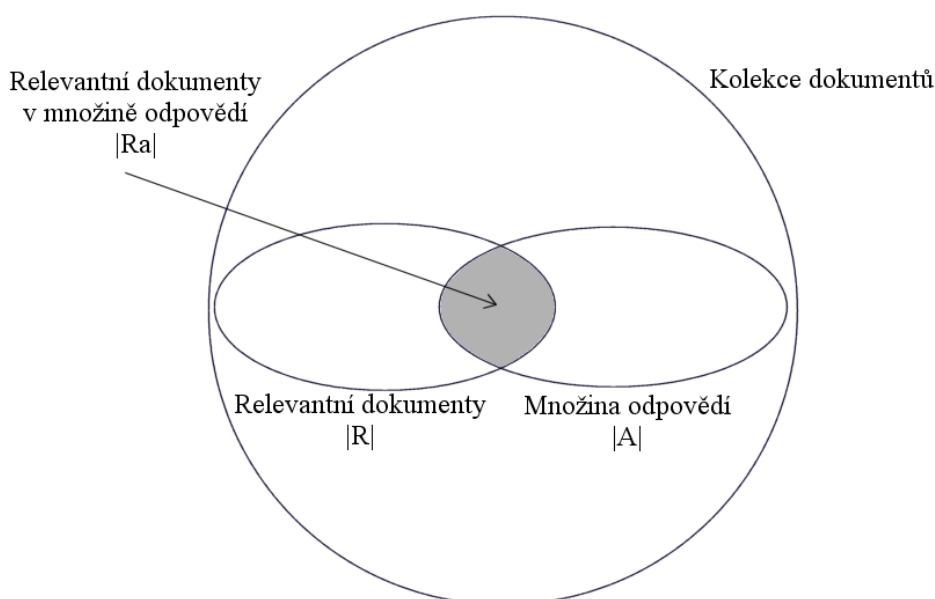 Relevantní dokumenty
v množině odpovědí
|Ra|
Kolekce dokumentů
Relevantní dokumenty
|R|
Množina odpovědí
|A|